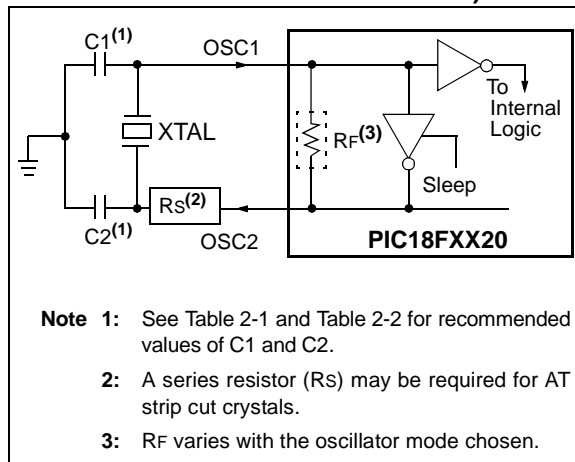 C1(1)
OSC1
To
Internal
Logic
XTAL
RF(3)
Sleep
RS(2)
C2(1)
OSC2
PIC18FXX20
Note 1: See Table 2-1 and Table 2-2 for recommended
values of C1 and C2.
2: A series resistor (RS) may be required for AT
strip cut crystals.
3: RF varies with the oscillator mode chosen.